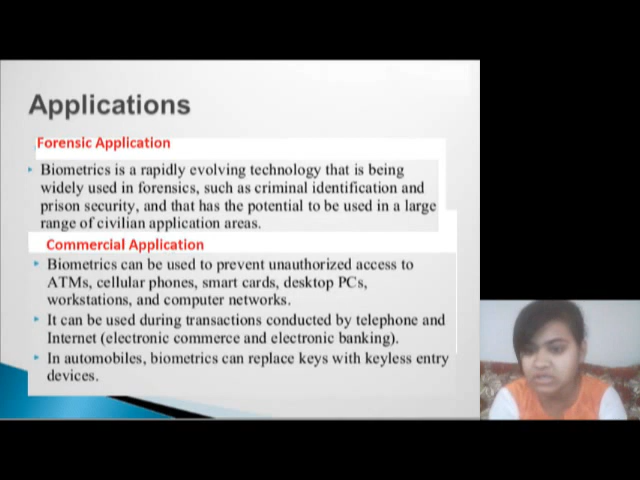 Applications
Forensic Application
Biometrics is a rapidly evolving technology that is being
widely used in forensics, such as criminal identification and
prison security, and that has the potential to be used in a large
range of civilian application areas.
Commercial Application
Biometrics can be used to prevent unauthorized access to
ATMs, cellular phones, smart cards, desktop PCs,
workstations, and computer networks.
It can be used during transactions conducted by telephone and
Internet (electronic commerce and electronic banking).
In automobiles, biometrics can replace keys with keyless entry
devices.